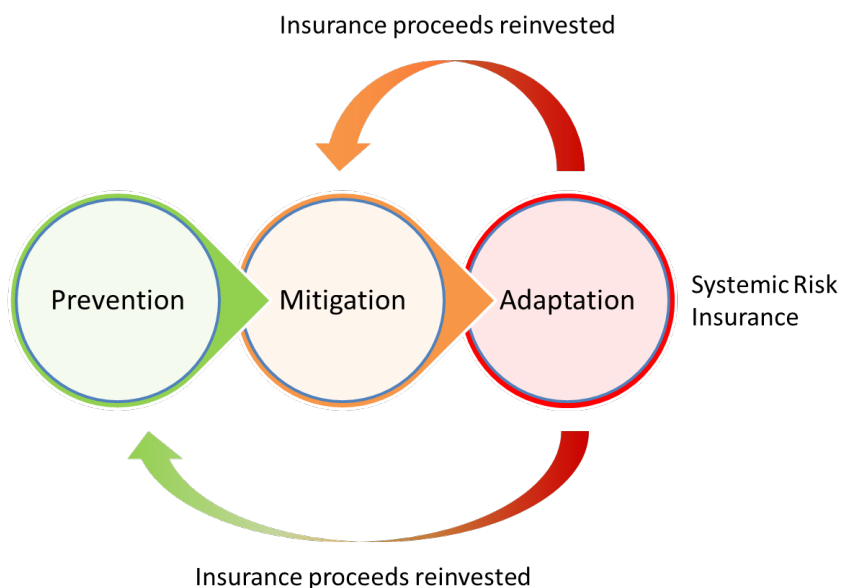 Insurance proceeds reinvested
Prevention
Mitigation
Adaptation
Systemic Risk
Insurance
Insurance proceeds reinvested